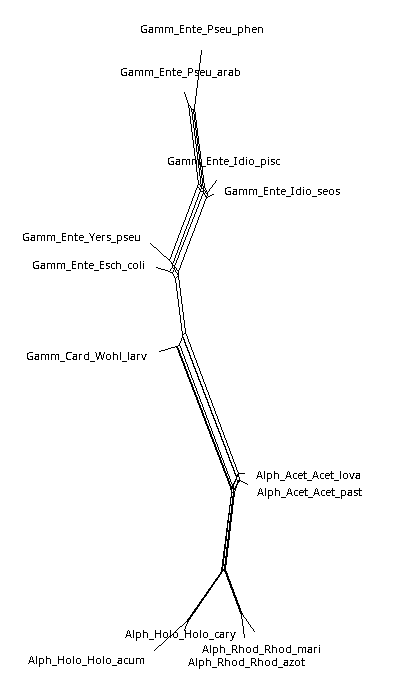 Gamm_Ente_Pseu_phen
Gamm_Ente_Pseu_arab
Gamm_Ente_Idio_pisc
Gamm_Ente_Idio_seos
Gamm_Ente_Yers_pseu
Gamm_Ente_Esch_coli
Gamm_Card_Wohl_larv
Alph_Acet_Acet_lova
Alph_Acet_Acet_past
Alph_Holo_Holo_cary
Alph_Rhod_Rhod_mari
Alph_Holo_Holo_acum
Alph_Rhod_Rhod_azot